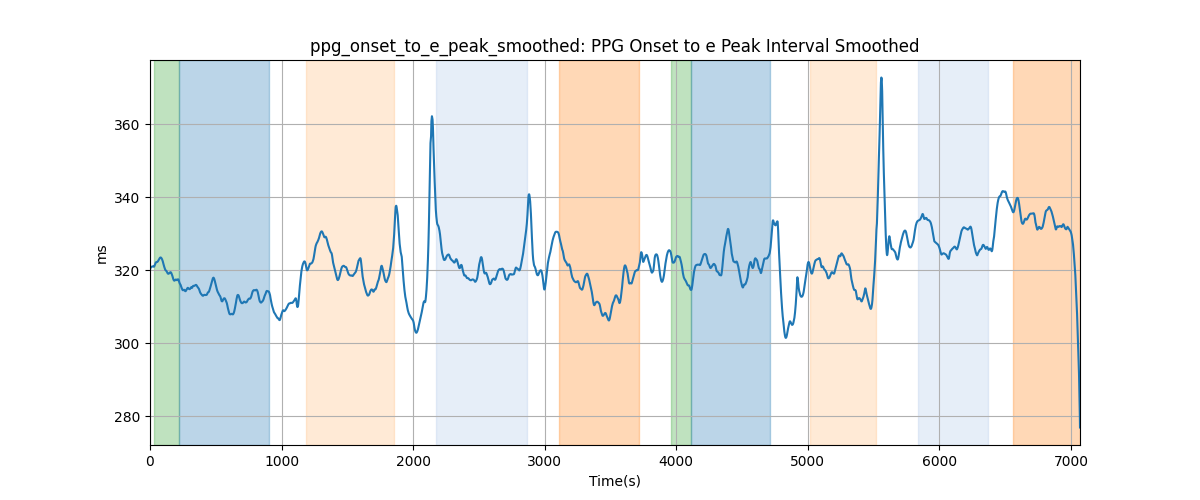 ppg_onset_to_e_peak_smoothed: PPG Onset to e Peak Interval Smoothed
360
340
320
300
280
ms
0 1000 2000 3000 4000 5000 6000 7000
Time(s)